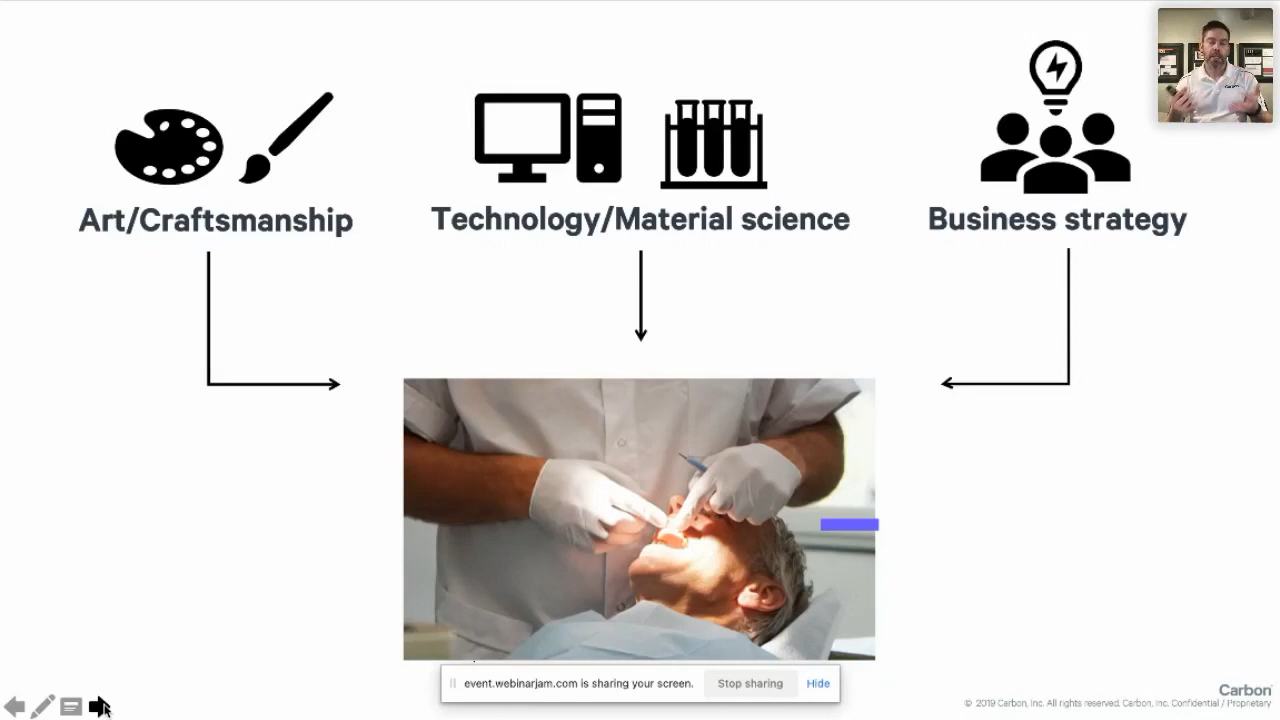 Art/Craftsmanship
Technology/Material science
Business strategy
event.webinarjam.com is sharing your screen.
Stop sharing
Hide
Carbon
© 2019 Carbon, Inc. All rights reserved. Carbon, Inc. Confidential / Proprietary